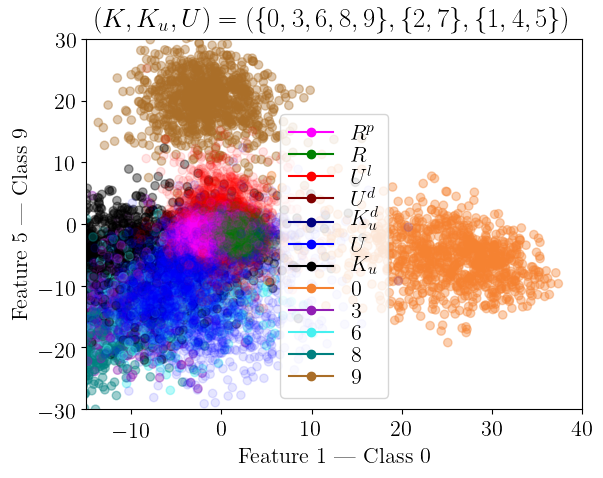 (K, K_u, U) = ({0, 3, 6, 8, 9}, {2, 7}, {1, 4, 5})
30
20
10
0
−10
−20
−30
Feature 5 — Class 9
R^p
R
U^l
U^d
K_u^d
U
K_u
0
3
6
8
9
−10
0
10
20
30
40
Feature 1 — Class 0